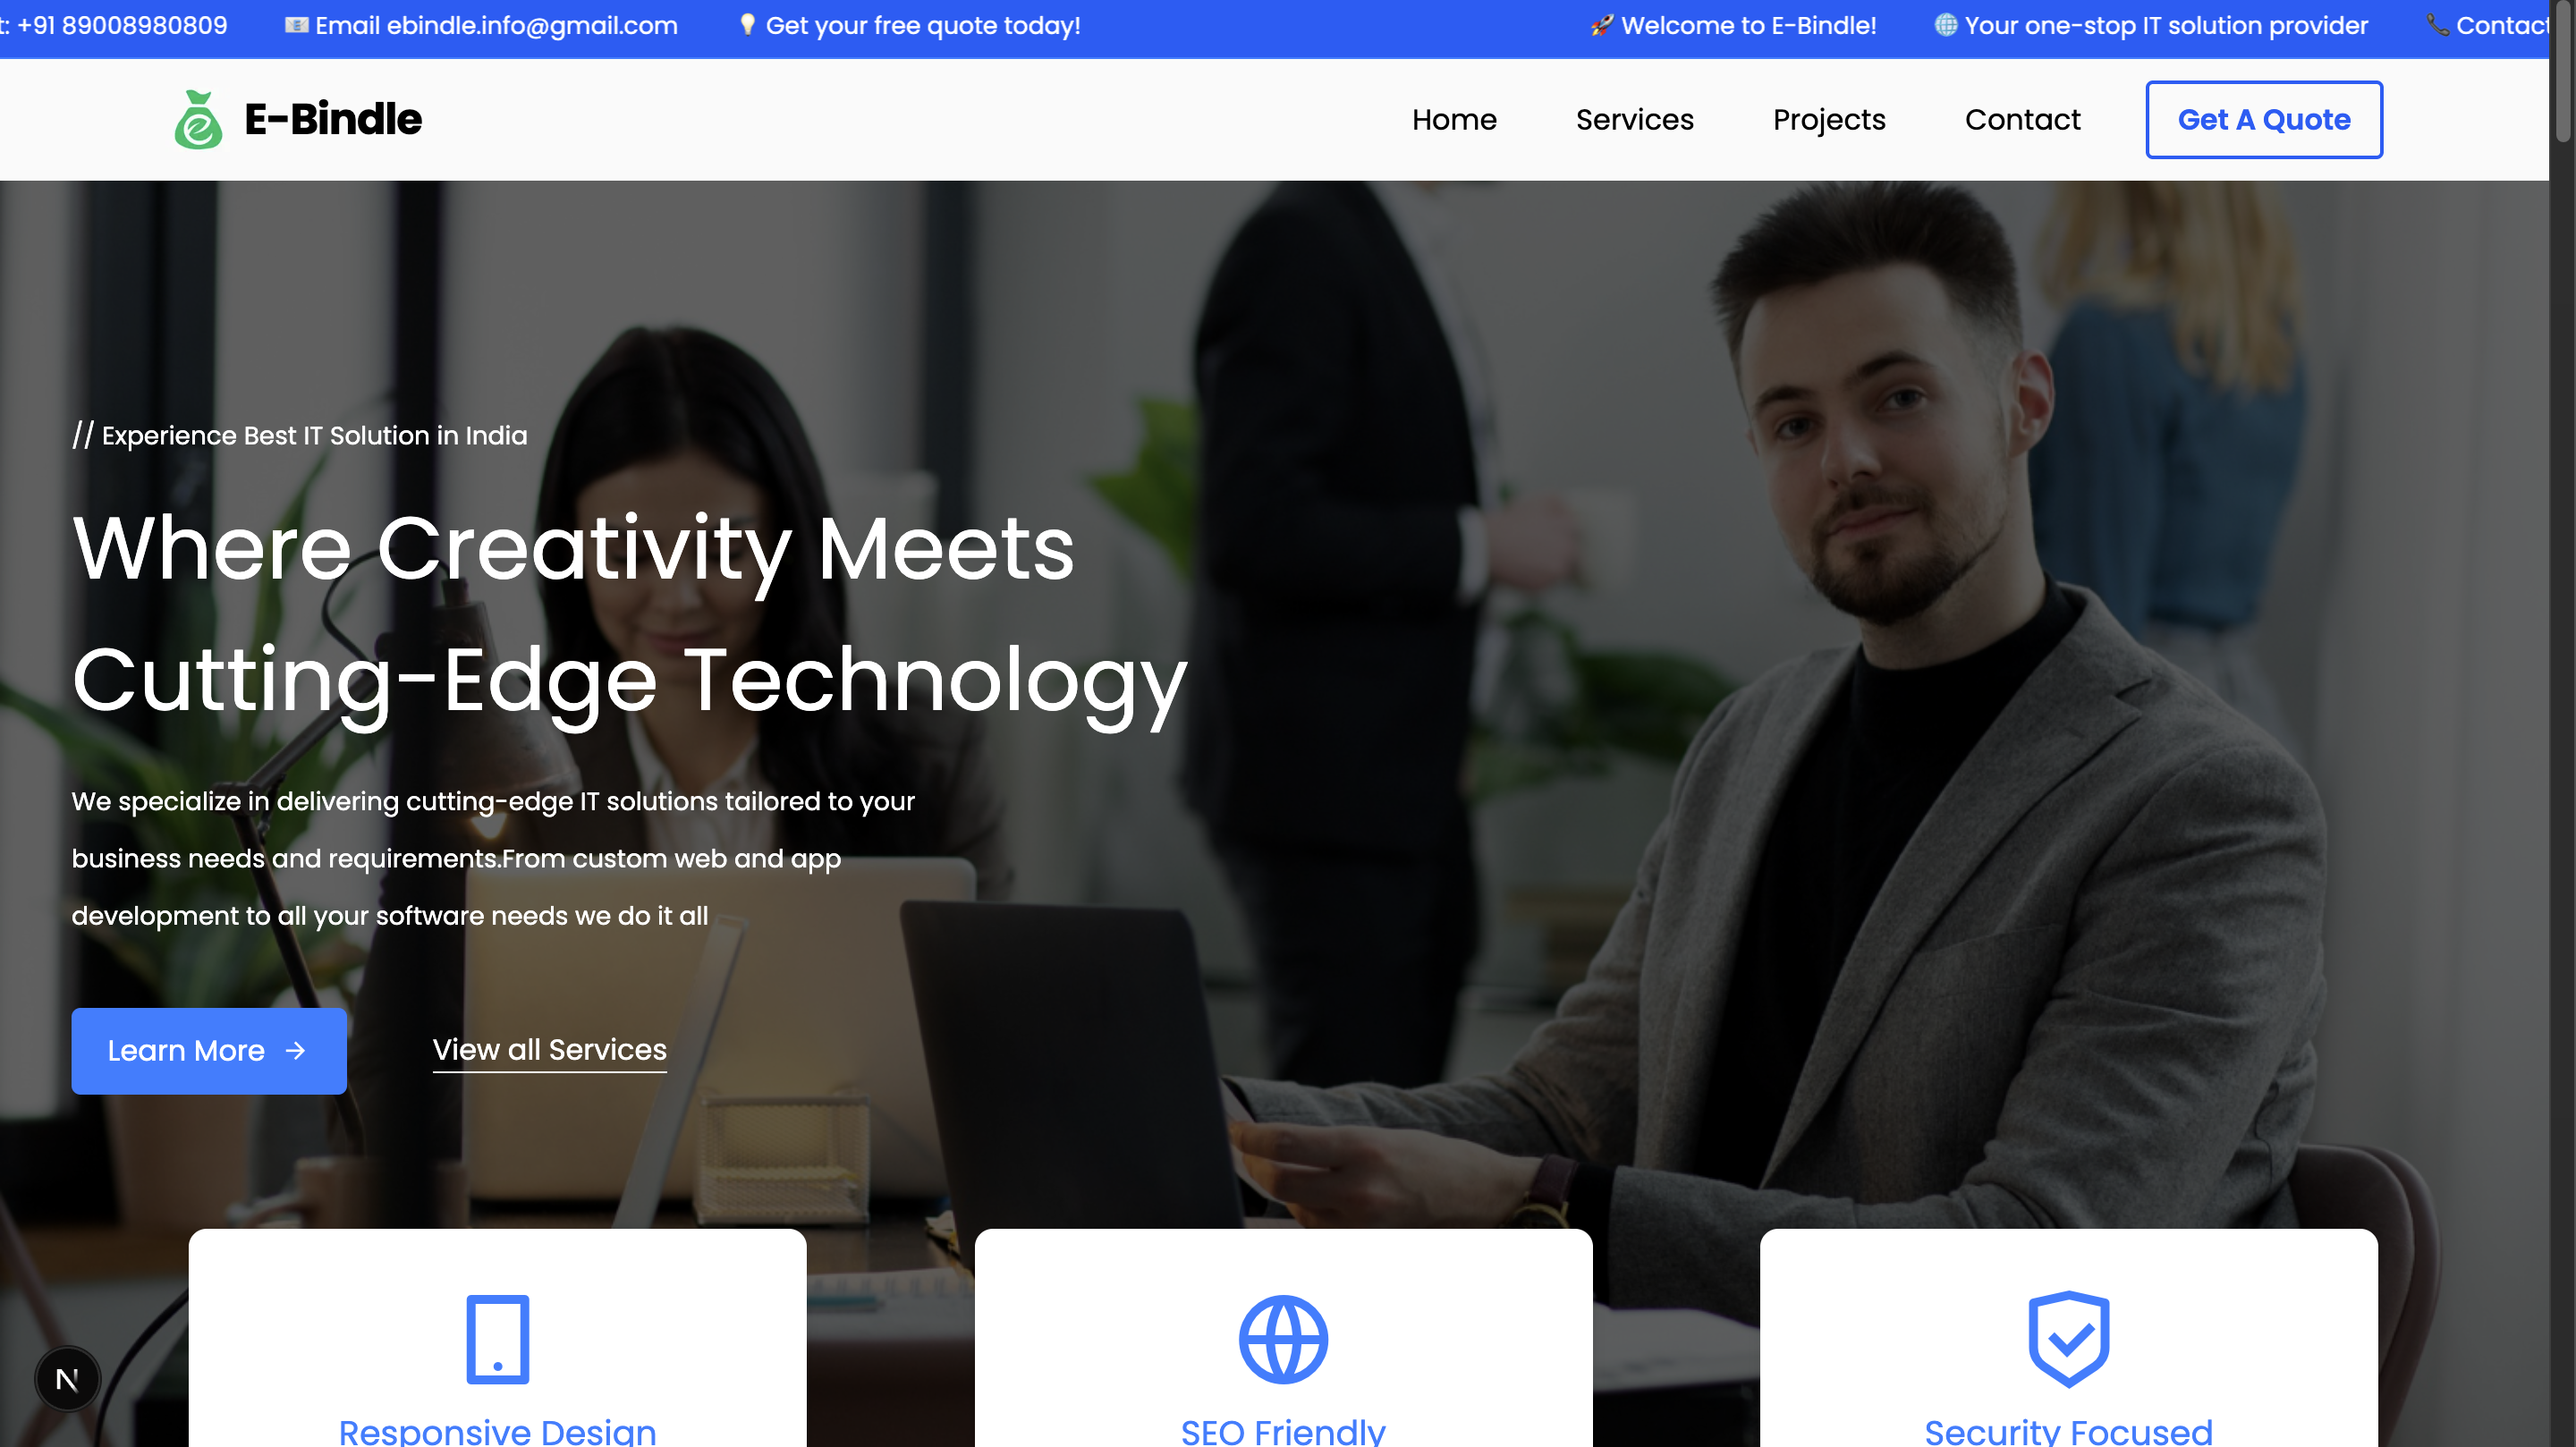 t: +91 89008980809 📧 Email ebindle.info@gmail.com 💡 Get your free quote today! 🚀 Welcome to E-Bindle! 🌐 Your one-stop IT solution provider 📞 Contact
E-Bindle Home Services Projects Contact Get A Quote
// Experience Best IT Solution in India
Where Creativity Meets
Cutting-Edge Technology
We specialize in delivering cutting-edge IT solutions tailored to your
business needs and requirements.From custom web and app
development to all your software needs we do it all
Learn More → View all Services
N
Responsive Design SEO Friendly Security Focused